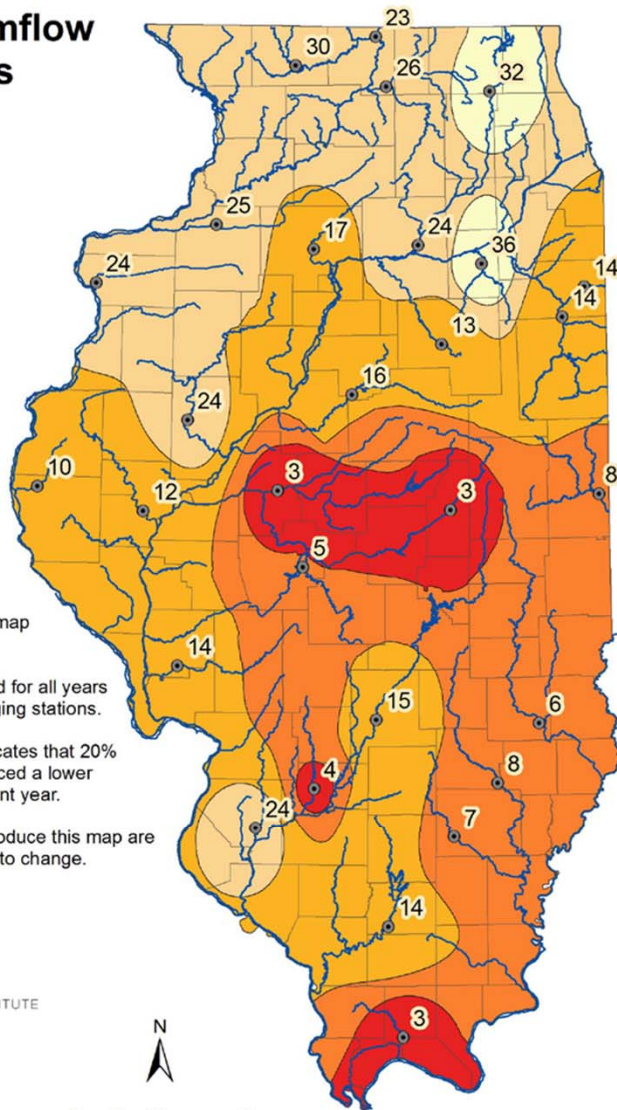 mflow
s
23
30
26
32
25
17
24
36
24
14
14
13
16
24
10
12
3
3
8
5
map
14
d for all years
ging stations.
15
6
cates that 20%
ced a lower
nt year.
4
8
24
7
oduce this map are
to change.
14
TUTE
N
3